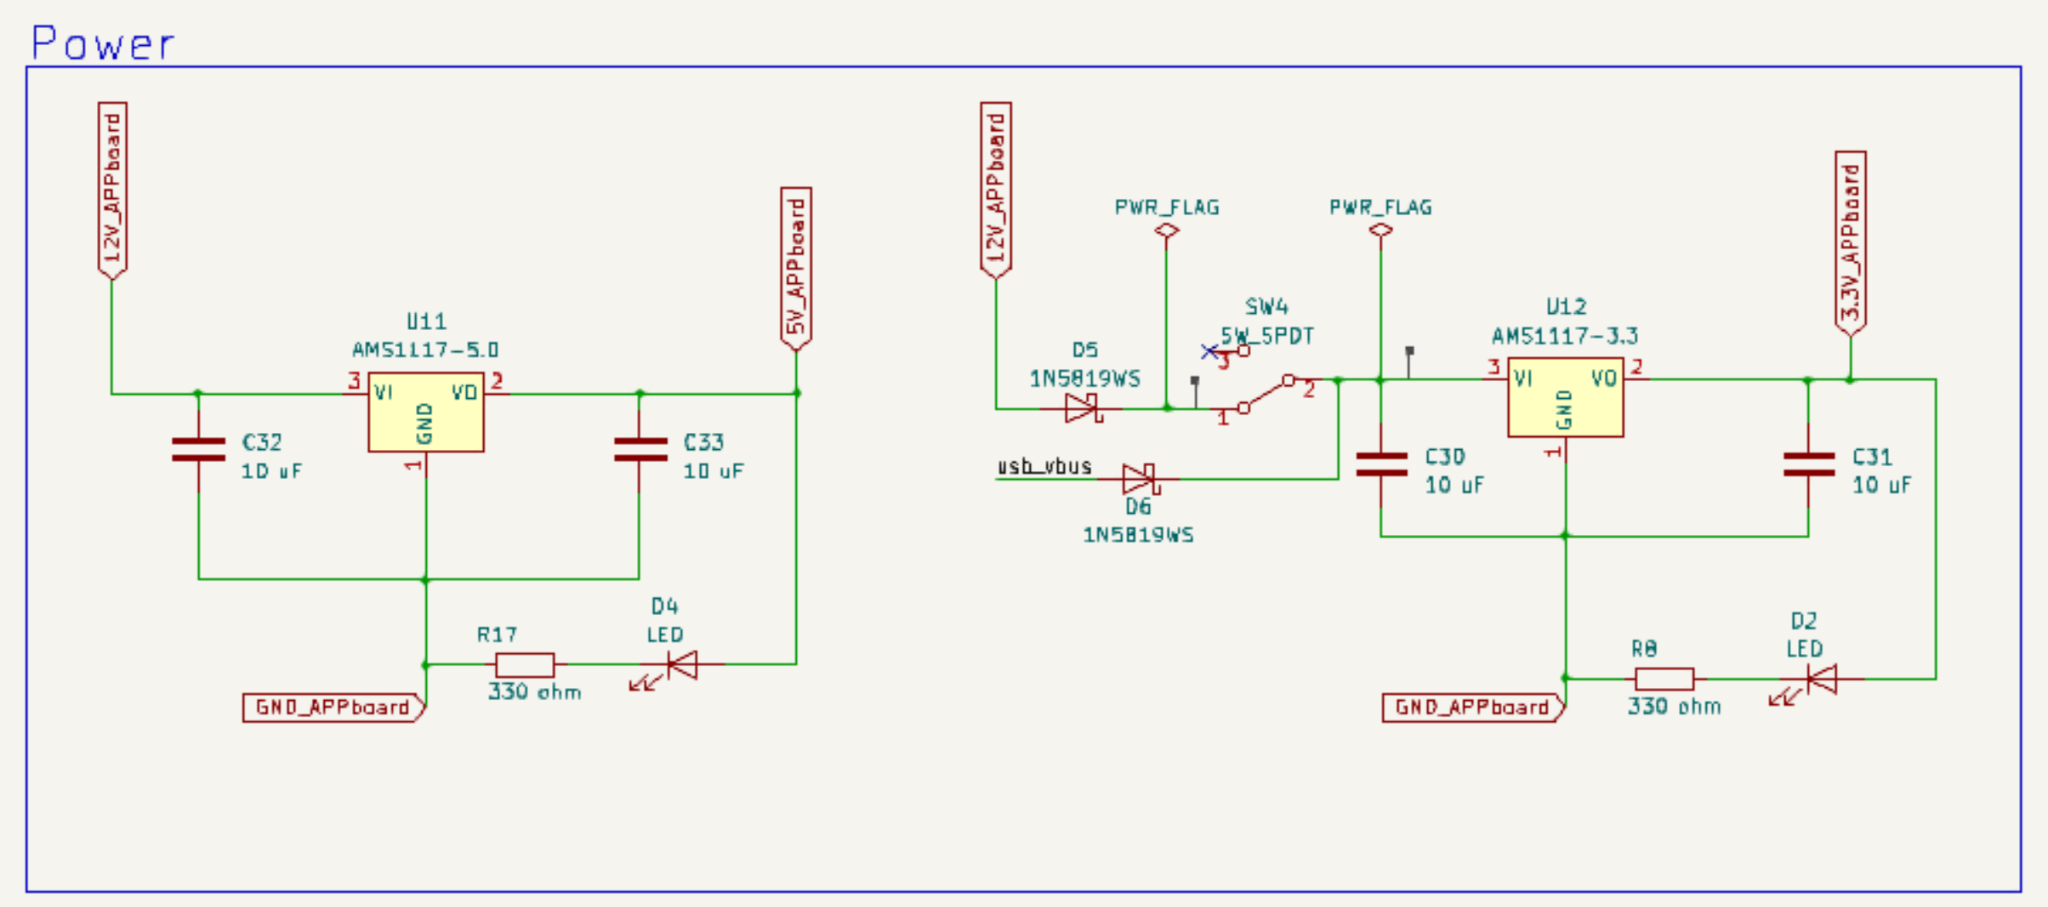 Power
12V_APPboard
U11
AMS1117-5.0
3
VI
VO
2
GND
1
C32
10 uF
C33
10 uF
5V_APPboard
R17
330 ohm
D4
LED
GND_APPboard
12V_APPboard
D5
1N5819WS
PWR_FLAG
SW4
SW_SPDT
3
2
1
PWR_FLAG
usb_vbus
D6
1N5819WS
C30
10 uF
U12
AMS1117-3.3
3
VI
VO
2
GND
1
3.3V_APPboard
C31
10 uF
R8
330 ohm
D2
LED
GND_APPboard